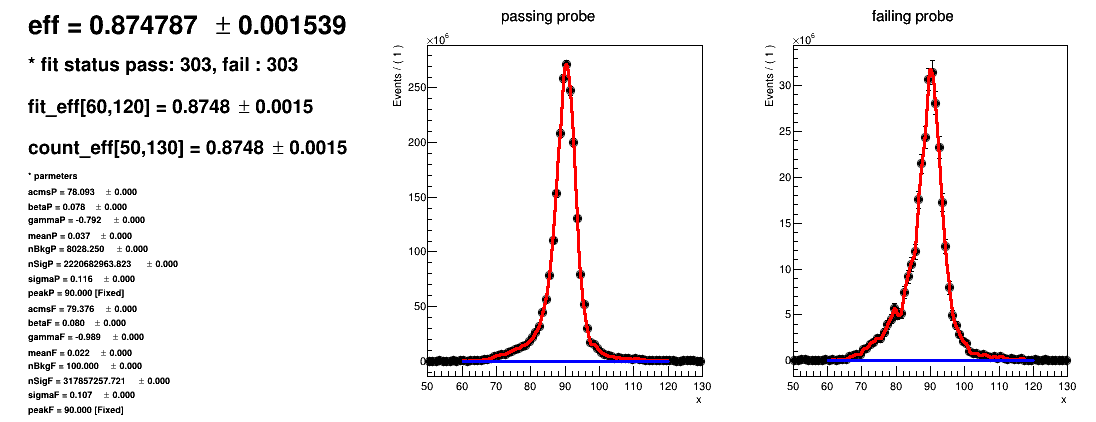 eff = 0.874787 ± 0.001539
* fit status pass: 303, fail : 303
fit_eff[60,120] = 0.8748 ± 0.0015
count_eff[50,130] = 0.8748 ± 0.0015
* parmeters
acmsP = 78.093 ± 0.000
betaP = 0.078 ± 0.000
gammaP = -0.792 ± 0.000
meanP = 0.037 ± 0.000
nBkgP = 8028.250 ± 0.000
nSigP = 2220682963.823 ± 0.000
sigmaP = 0.116 ± 0.000
peakP = 90.000 [Fixed]
acmsF = 79.376 ± 0.000
betaF = 0.080 ± 0.000
gammaF = -0.989 ± 0.000
meanF = 0.022 ± 0.000
nBkgF = 100.000 ± 0.000
nSigF = 317857257.721 ± 0.000
sigmaF = 0.107 ± 0.000
peakF = 90.000 [Fixed]
passing probe
×10⁶
Events / ( 1 )
250
200
150
100
50
0
50 60 70 80 90 100 110 120 130
x
failing probe
×10⁶
Events / ( 1 )
30
25
20
15
10
5
0
50 60 70 80 90 100 110 120 130
x